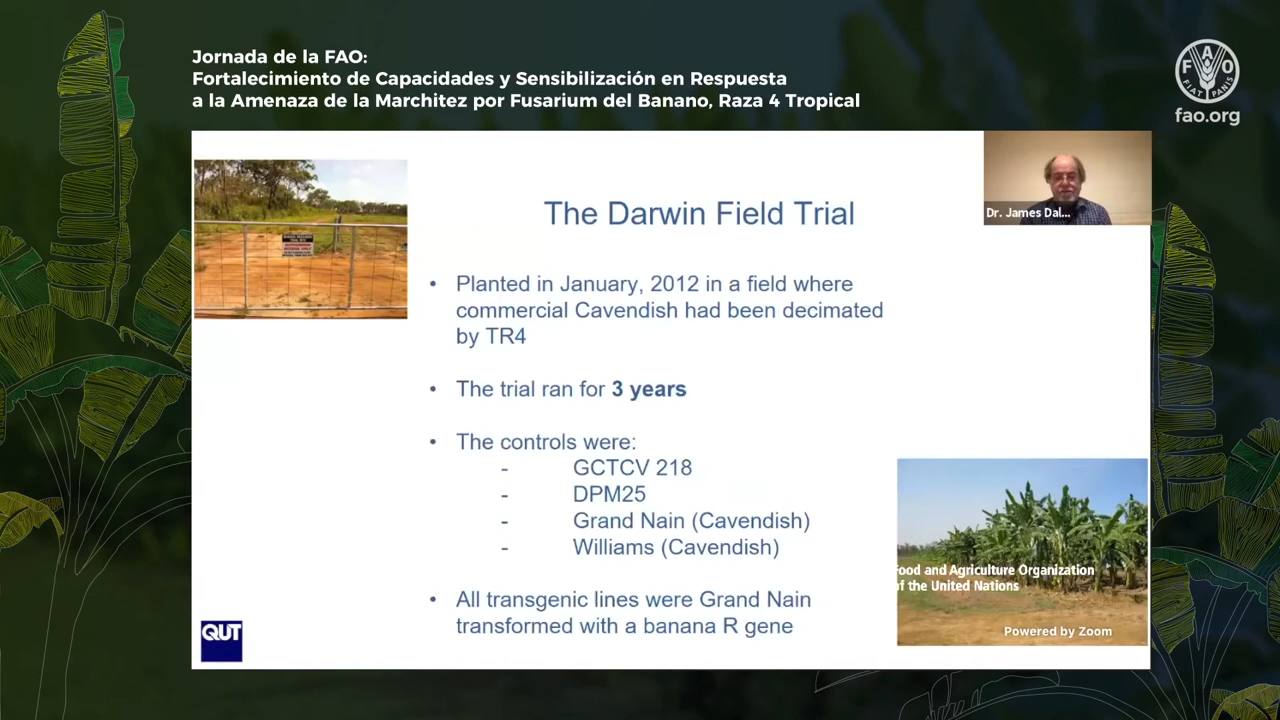 Jornada de la FAO:
Fortalecimiento de Capacidades y Sensibilización en Respuesta
a la Amenaza de la Marchitez por Fusarium del Banano, Raza 4 Tropical
F A O
FIAT PANIS
fao.org
Dr. James Dal...
The Darwin Field Trial
• Planted in January, 2012 in a field where
commercial Cavendish had been decimated
by TR4
• The trial ran for 3 years
• The controls were:
- GCTCV 218
- DPM25
- Grand Nain (Cavendish)
- Williams (Cavendish)
• All transgenic lines were Grand Nain
transformed with a banana R gene
QUT
Food and Agriculture Organization
of the United Nations
Powered by Zoom